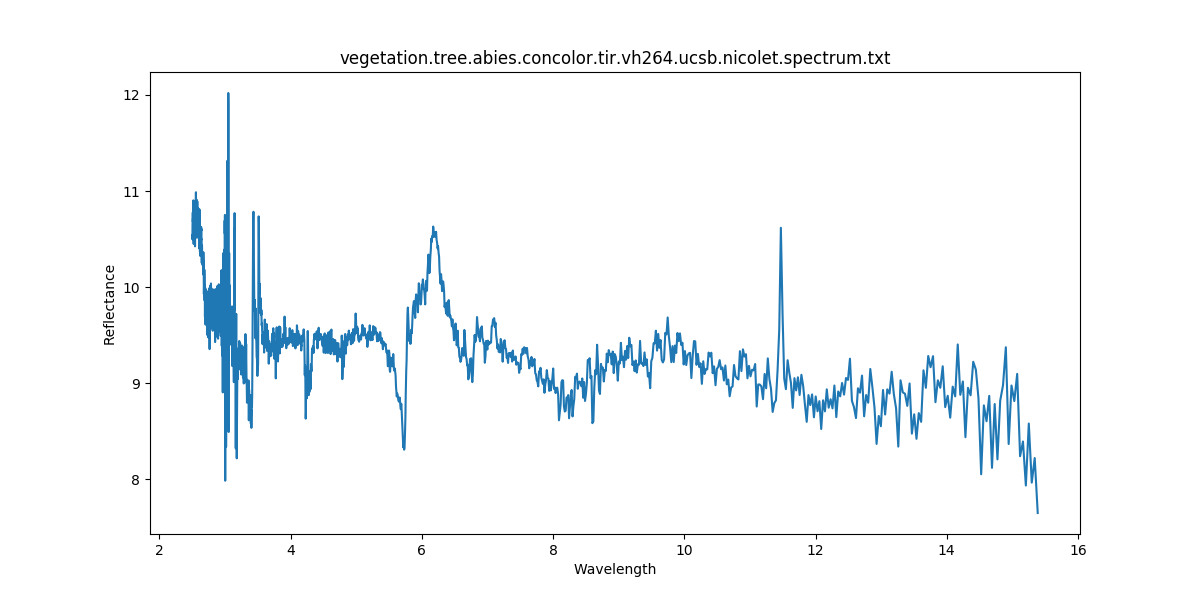 vegetation.tree.abies.concolor.tir.vh264.ucsb.nicolet.spectrum.txt
12
11
10
9
8
Reflectance
2 4 6 8 10 12 14 16
Wavelength